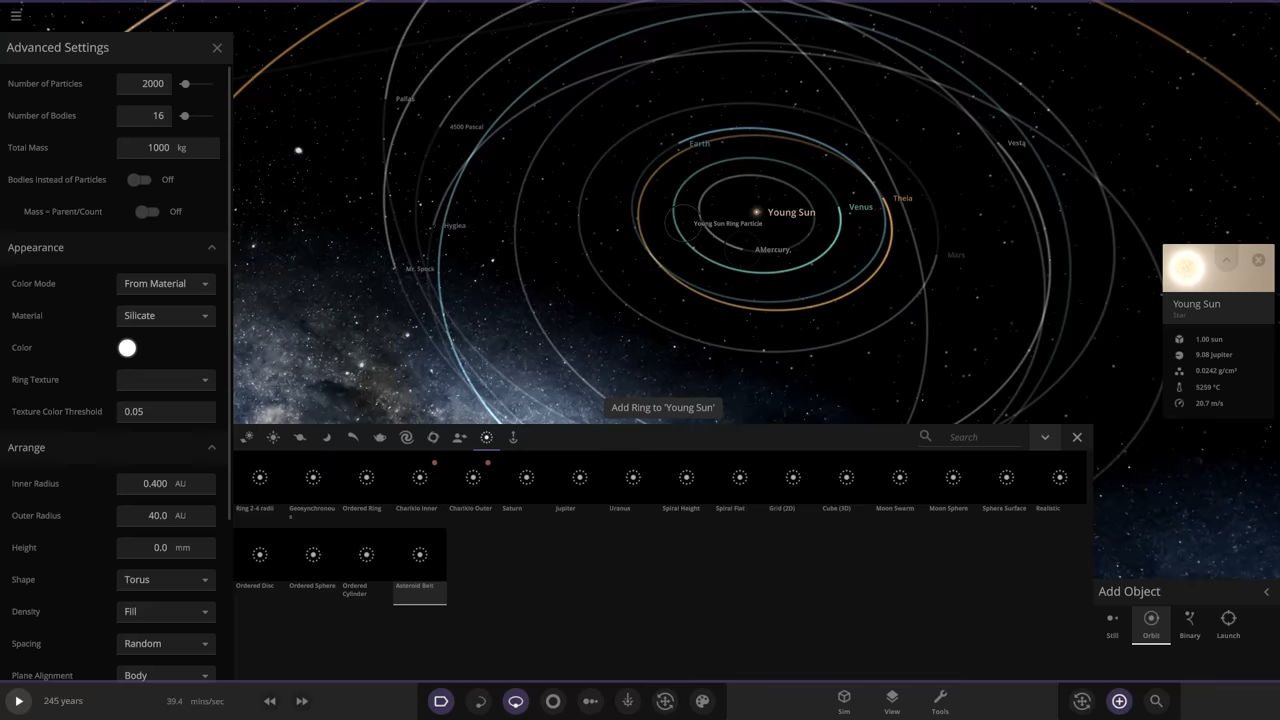 Advanced Settings
Number of Particles 2000
Number of Bodies 16
Total Mass 1000 kg
Bodies Instead of Particles Off
Mass = Parent/Count Off
Appearance
Color Mode From Material
Material Silicate
Color
Ring Texture
Texture Color Threshold 0.05
Arrange
Inner Radius 0.400 AU
Outer Radius 40.0 AU
Height 0.0 mm
Shape Torus
Density Fill
Spacing Random
Plane Alignment Body
Pallas
4500 Pascal
Vesta
Earth
Theia
Venus
Young Sun
Young Sun Ring Particle
Hygiea
AMercury,
Mars
Mr. Spock
Young Sun
Star
1.00 sun
9.08 Jupiter
0.0242 g/cm³
5259 °C
20.7 m/s
Add Ring to 'Young Sun'
Search
Ring 2-4 radii Geosynchronou s Ordered Ring Chariklo Inner Chariklo Outer Saturn Jupiter Uranus Spiral Height Spiral Flat Grid (2D) Cube (3D) Moon Swarm Moon Sphere Sphere Surface Realistic
Ordered Disc Ordered Sphere Ordered Cylinder Asteroid Belt
Add Object
Still Orbit Binary Launch
245 years 39.4 mins/sec
Sim View Tools